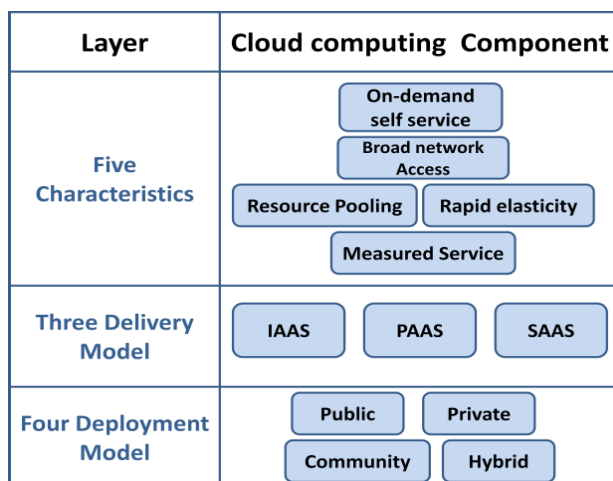 Layer
Cloud computing Component
Five
Characteristics
On-demand
self service
Broad network
Access
Resource Pooling
Rapid elasticity
Measured Service
Three Delivery
Model
IAAS
PAAS
SAAS
Four Deployment
Model
Public
Private
Community
Hybrid